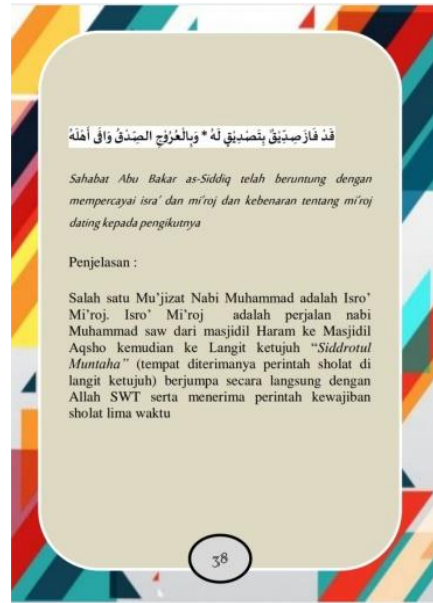 قَدْ فَازَ صِدِّيْقٌ بِتَصْدِيْقٍ لَهُ * وَبِالْعُرُوْجِ الصِّدْقُ وَافَى أَهْلَهُ
Sahabat Abu Bakar as-Siddiq telah beruntung dengan
mempercayai isra' dan mi'roj dan kebenaran tentang mi'roj
dating kepada pengikutnya
Penjelasan :
Salah satu Mu'jizat Nabi Muhammad adalah Isro'
Mi'roj. Isro' Mi'roj adalah perjalan nabi
Muhammad saw dari masjidil Haram ke Masjidil
Aqsho kemudian ke Langit ketujuh "Siddrotul
Muntaha" (tempat diterimanya perintah sholat di
langit ketujuh) berjumpa secara langsung dengan
Allah SWT serta menerima perintah kewajiban
sholat lima waktu
38